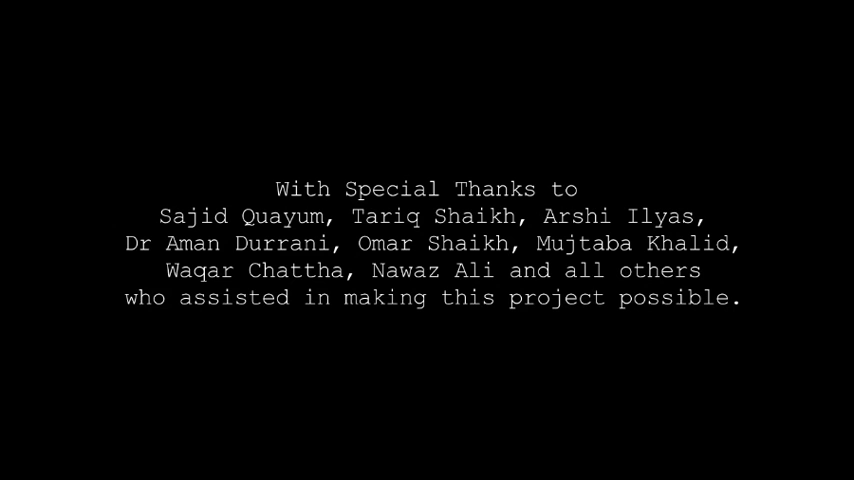 With Special Thanks to
Sajid Quayum, Tariq Shaikh, Arshi Ilyas,
Dr Aman Durrani, Omar Shaikh, Mujtaba Khalid,
Waqar Chattha, Nawaz Ali and all others
who assisted in making this project possible.